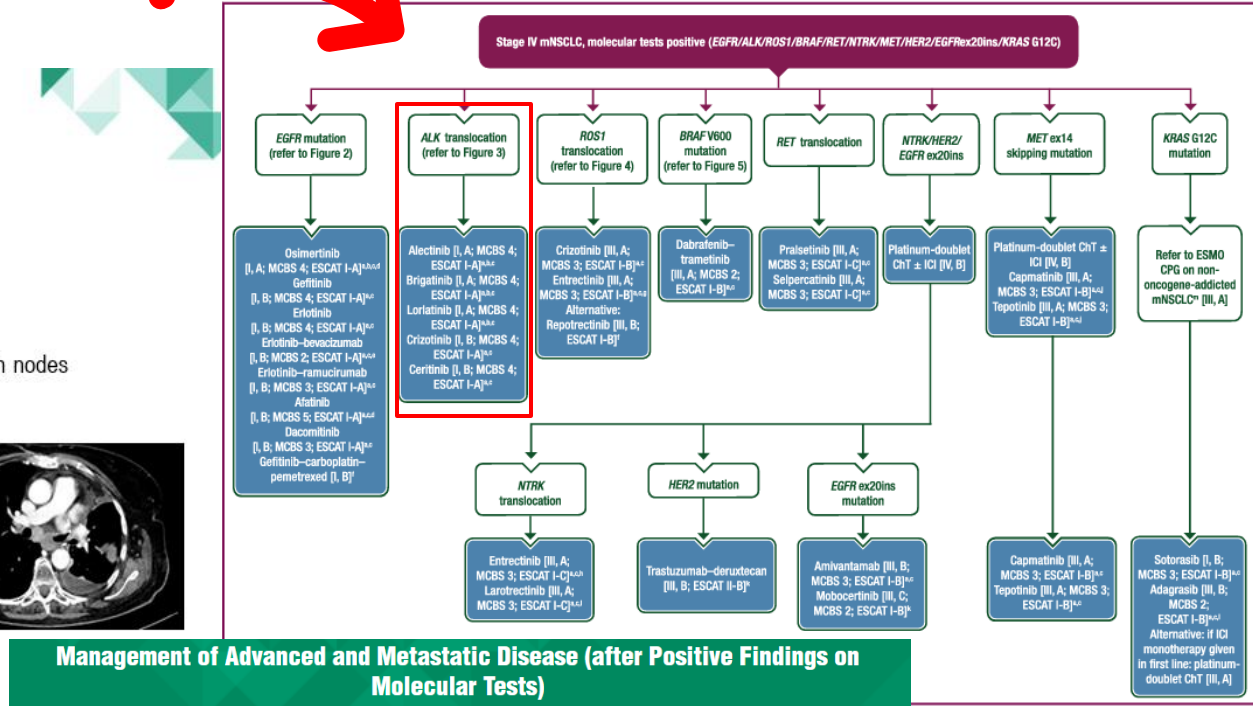 Stage IV mNSCLC, molecular tests positive (EGFR/ALK/ROS1/BRAF/RET/NTRK/MET/HER2/EGFRex20ins/KRAS G12C)
EGFR mutation
(refer to Figure 2)
ALK translocation
(refer to Figure 3)
ROS1
translocation
(refer to Figure 4)
BRAF V600
mutation
(refer to Figure 5)
RET translocation
NTRK/HER2/
EGFR ex20ins
MET ex14
skipping mutation
KRAS G12C
mutation
Osimertinib
[I, A; MCBS 4; ESCAT I-A]a,b,c,d
Gefitinib
[I, B; MCBS 4; ESCAT I-A]a,c
Erlotinib
[I, B; MCBS 4; ESCAT I-A]a,c
Erlotinib–bevacizumab
[I, B; MCBS 2; ESCAT I-A]a,c,e
Erlotinib–ramucirumab
[I, B; MCBS 3; ESCAT I-A]a,c
Afatinib
[I, B; MCBS 5; ESCAT I-A]a,c,d
Dacomitinib
[I, B; MCBS 3; ESCAT I-A]a,c
Gefitinib–carboplatin–
pemetrexed [I, B]f
Alectinib [I, A; MCBS 4;
ESCAT I-A]a,b,c
Brigatinib [I, A; MCBS 4;
ESCAT I-A]a,b,c
Lorlatinib [I, A; MCBS 4;
ESCAT I-A]a,b,c
Crizotinib [I, B; MCBS 4;
ESCAT I-A]a,c
Ceritinib [I, B; MCBS 4;
ESCAT I-A]a,c
Crizotinib [III, A;
MCBS 3; ESCAT I-B]a,c
Entrectinib [III, A;
MCBS 3; ESCAT I-B]a,c,g
Alternative:
Repotrectinib [III, B;
ESCAT I-B]f
Dabrafenib–
trametinib
[III, A; MCBS 2;
ESCAT I-B]a,c
Pralsetinib [III, A;
MCBS 3; ESCAT I-C]a,c
Selpercatinib [III, A;
MCBS 3; ESCAT I-C]a,c
Platinum-doublet
ChT ± ICI [IV, B]
Platinum-doublet ChT ±
ICI [IV, B]
Capmatinib [III, A;
MCBS 3; ESCAT I-B]a,c,j
Tepotinib [III, A; MCBS 3;
ESCAT I-B]a,c,j
Refer to ESMO
CPG on non-
oncogene-addicted
mNSCLCm [III, A]
h nodes
NTRK
translocation
HER2 mutation
EGFR ex20ins
mutation
Entrectinib [III, A;
MCBS 3; ESCAT I-C]a,c,h
Larotrectinib [III, A;
MCBS 3; ESCAT I-C]a,c,i
Trastuzumab–deruxtecan
[III, B; ESCAT II-B]k
Amivantamab [III, B;
MCBS 3; ESCAT I-B]a,c
Mobocertinib [III, C;
MCBS 2; ESCAT I-B]k
Capmatinib [III, A;
MCBS 3; ESCAT I-B]a,c
Tepotinib [III, A; MCBS 3;
ESCAT I-B]a,c
Sotorasib [I, B;
MCBS 3; ESCAT I-B]a,c
Adagrasib [III, B;
MCBS 2;
ESCAT I-B]a,c,l
Alternative: if ICI
monotherapy given
in first line: platinum-
doublet ChT [III, A]
Management of Advanced and Metastatic Disease (after Positive Findings on
Molecular Tests)